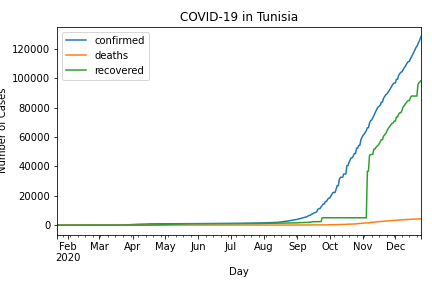 COVID-19 in Tunisia
confirmed
deaths
recovered
120000
100000
80000
60000
40000
20000
0
Number of Cases
Feb Mar Apr May Jun Jul Aug Sep Oct Nov Dec
2020
Day